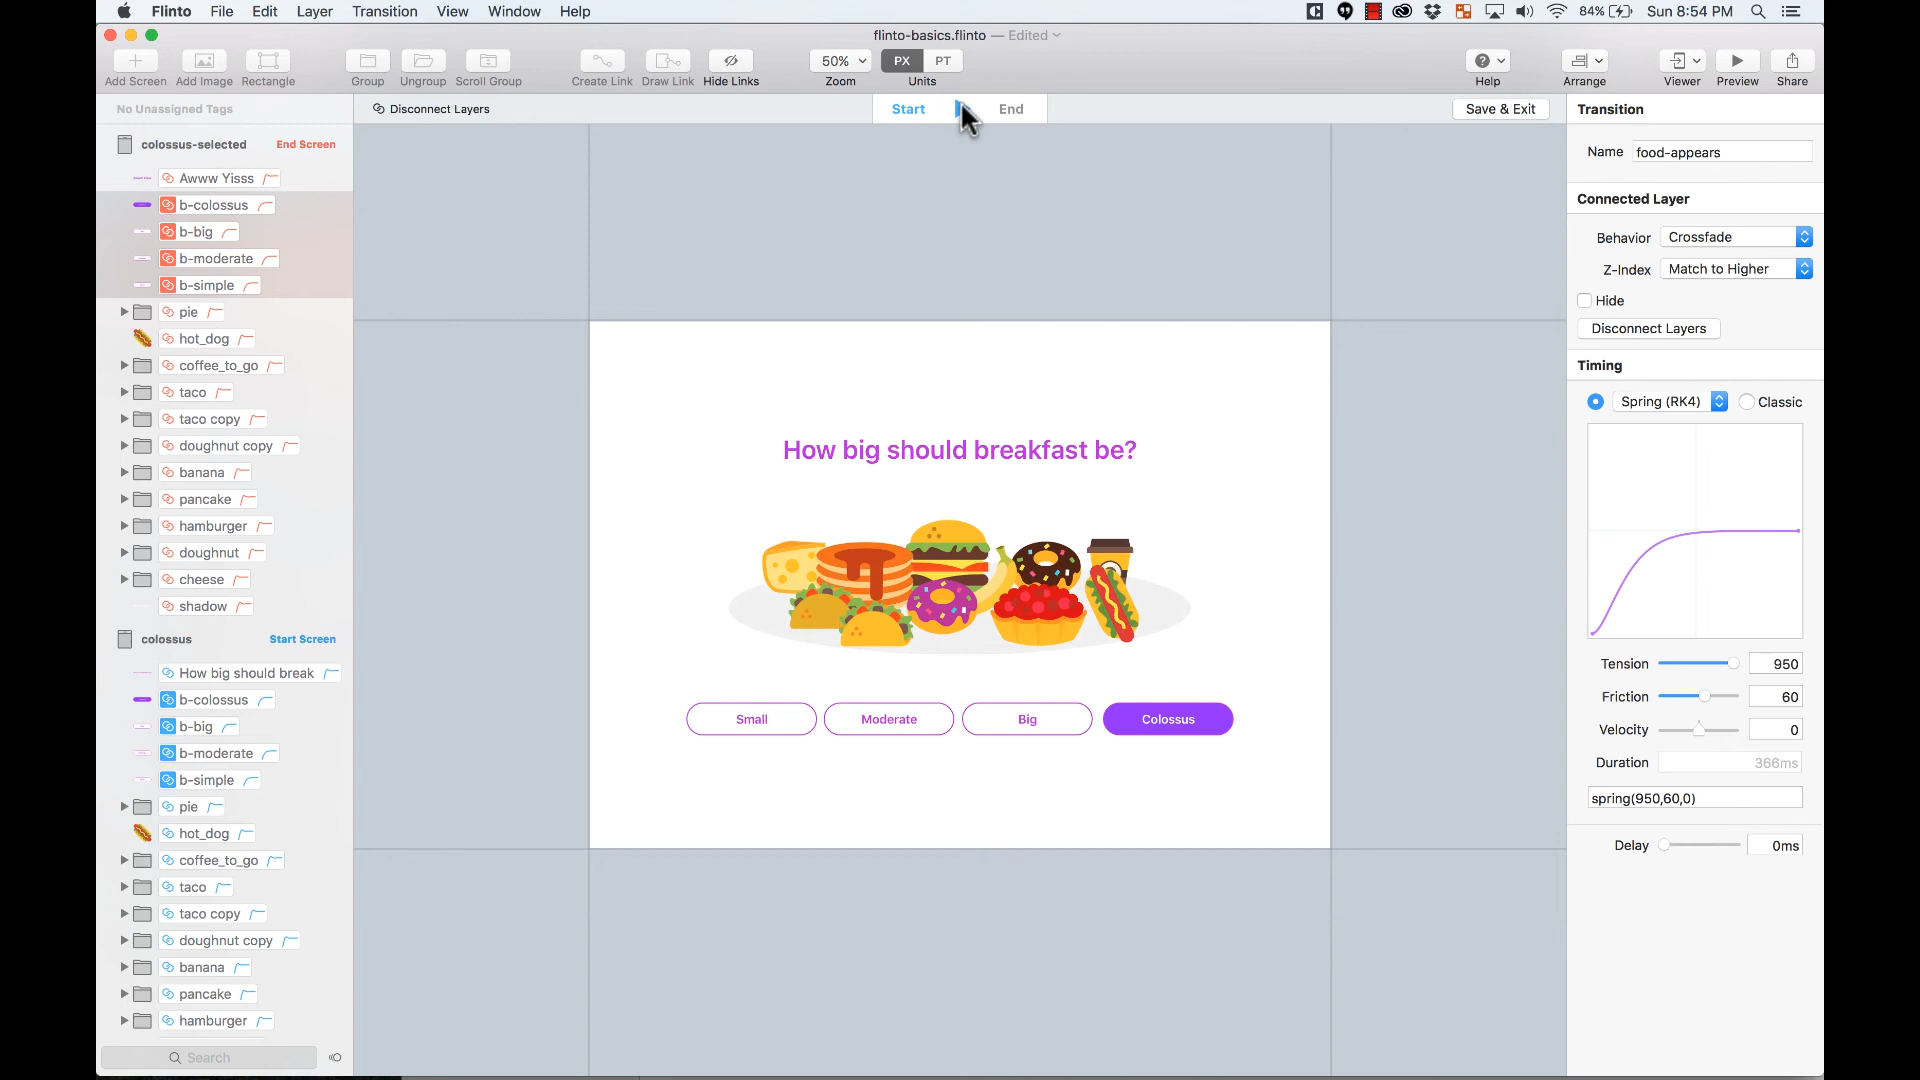 Flinto File Edit Layer Transition View Window Help 84% Sun 8:54 PM
flinto-basics.flinto — Edited
50% PX PT
Add Screen Add Image Rectangle Group Ungroup Scroll Group Create Link Draw Link Hide Links Zoom Units Help Arrange Viewer Preview Share
No Unassigned Tags
Disconnect Layers
Start End
Save & Exit
colossus-selected End Screen
Awww Yisss
b-colossus
b-big
b-moderate
b-simple
pie
hot_dog
coffee_to_go
taco
taco copy
doughnut copy
banana
pancake
hamburger
doughnut
cheese
shadow
colossus Start Screen
How big should break
b-colossus
b-big
b-moderate
b-simple
pie
hot_dog
coffee_to_go
taco
taco copy
doughnut copy
banana
pancake
hamburger
Search
How big should breakfast be?
Small Moderate Big Colossus
Transition
Name food-appears
Connected Layer
Behavior Crossfade
Z-Index Match to Higher
Hide
Disconnect Layers
Timing
Spring (RK4) Classic
Tension 950
Friction 60
Velocity 0
Duration 366ms
spring(950,60,0)
Delay 0ms